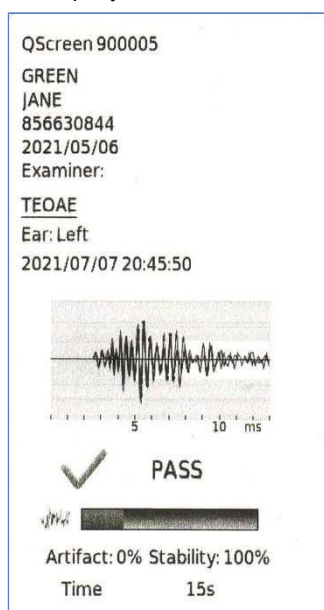 QScreen 900005
GREEN
JANE
856630844
2021/05/06
Examiner:
TEOAE
Ear: Left
2021/07/07 20:45:50
5 10 ms
PASS
Artifact: 0% Stability: 100%
Time 15s